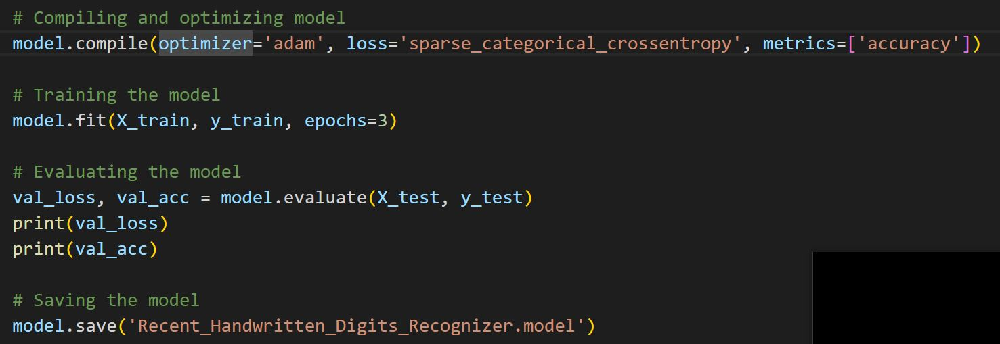 # Compiling and optimizing model
model.compile(optimizer='adam', loss='sparse_categorical_crossentropy', metrics=['accuracy'])
# Training the model
model.fit(X_train, y_train, epochs=3)
# Evaluating the model
val_loss, val_acc = model.evaluate(X_test, y_test)
print(val_loss)
print(val_acc)
# Saving the model
model.save('Recent_Handwritten_Digits_Recognizer.model')